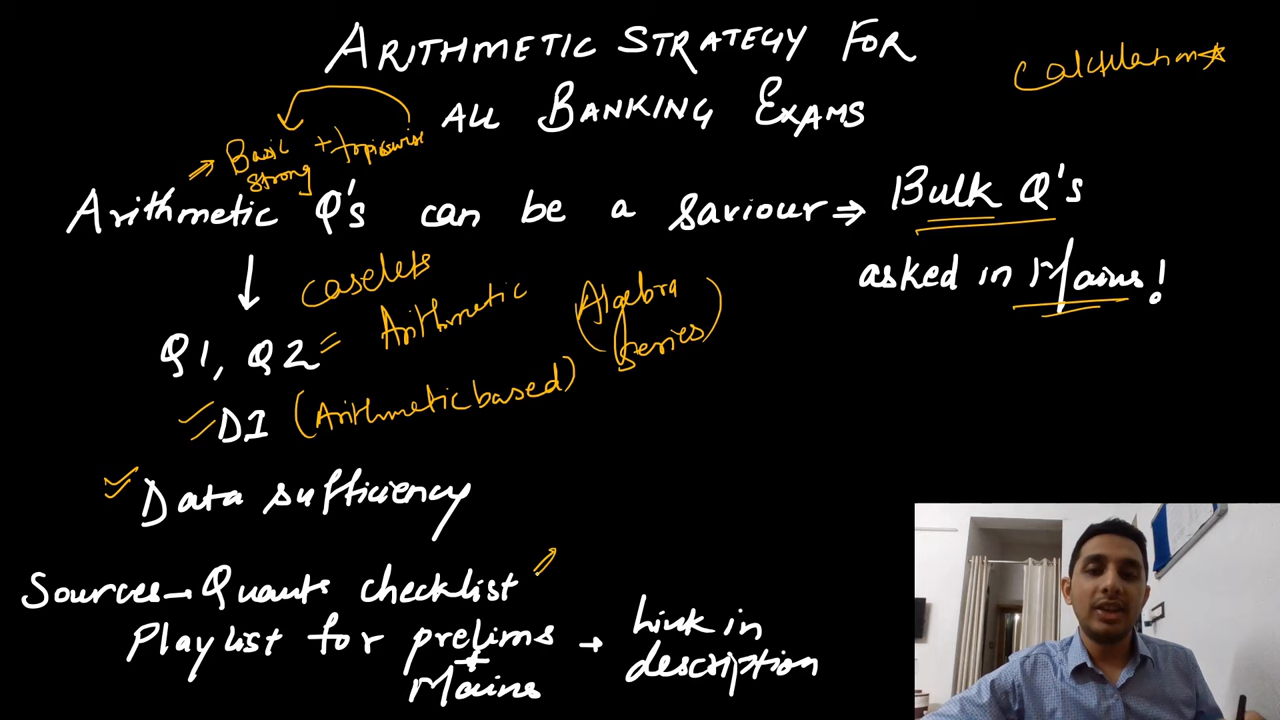 ARITHMETIC STRATEGY FOR
ALL BANKING EXAMS
Calculation
Basic strong + topicwise
Arithmetic Q's can be a saviour ⇒ Bulk Q's
asked in Mains!
caselets
Q1, Q2 = Arithmetic (Algebra series)
DI (Arithmetic based)
Data sufficiency
Sources → Quants checklist
Playlist for prelims + Mains → Link in description